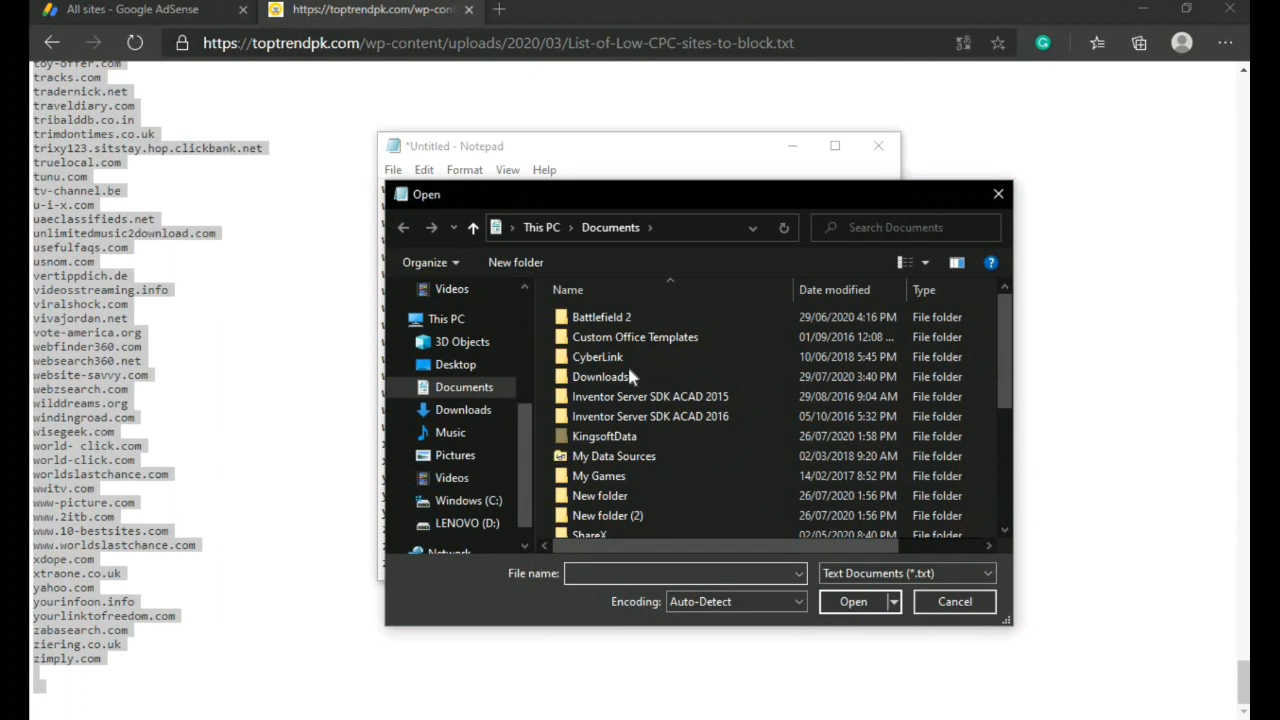 All sites - Google AdSense
https://toptrendpk.com/wp-cont
https://toptrendpk.com/wp-content/uploads/2020/03/List-of-Low-CPC-sites-to-block.txt
toy-offer.com
tracks.com
tradernick.net
traveldiary.com
tribalddb.co.in
trimdontimes.co.uk
trixy123.sitstay.hop.clickbank.net
truelocal.com
tunu.com
tv-channel.be
u-i-x.com
uaeclassifieds.net
unlimitedmusic2download.com
usefulfaqs.com
usnom.com
vertippdich.de
videosstreaming.info
viralshock.com
vivajordan.net
vote-america.org
webfinder360.com
websearch360.net
website-savvy.com
webzsearch.com
wilddreams.org
windingroad.com
wisegeek.com
world- click.com
world-click.com
worldslastchance.com
wwitv.com
www-picture.com
www.2itb.com
www.10-bestsites.com
www.worldslastchance.com
xdope.com
xtraone.co.uk
yahoo.com
yourinfoon.info
yourlinktofreedom.com
zabasearch.com
ziering.co.uk
zimply.com
*Untitled - Notepad
File Edit Format View Help
Open
This PC > Documents >
Search Documents
Organize
New folder
Videos
This PC
3D Objects
Desktop
Documents
Downloads
Music
Pictures
Videos
Windows (C:)
LENOVO (D:)
Network
Name Date modified Type
Battlefield 2 29/06/2020 4:16 PM File folder
Custom Office Templates 01/09/2016 12:08 ... File folder
CyberLink 10/06/2018 5:45 PM File folder
Downloads 29/07/2020 3:40 PM File folder
Inventor Server SDK ACAD 2015 29/08/2016 9:04 AM File folder
Inventor Server SDK ACAD 2016 05/10/2016 5:32 PM File folder
KingsoftData 26/07/2020 1:58 PM File folder
My Data Sources 02/03/2018 9:20 AM File folder
My Games 14/02/2017 8:52 PM File folder
New folder 26/07/2020 1:56 PM File folder
New folder (2) 26/07/2020 1:56 PM File folder
ShareX 02/05/2020 8:40 PM File folder
File name:
Text Documents (*.txt)
Encoding: Auto-Detect
Open
Cancel